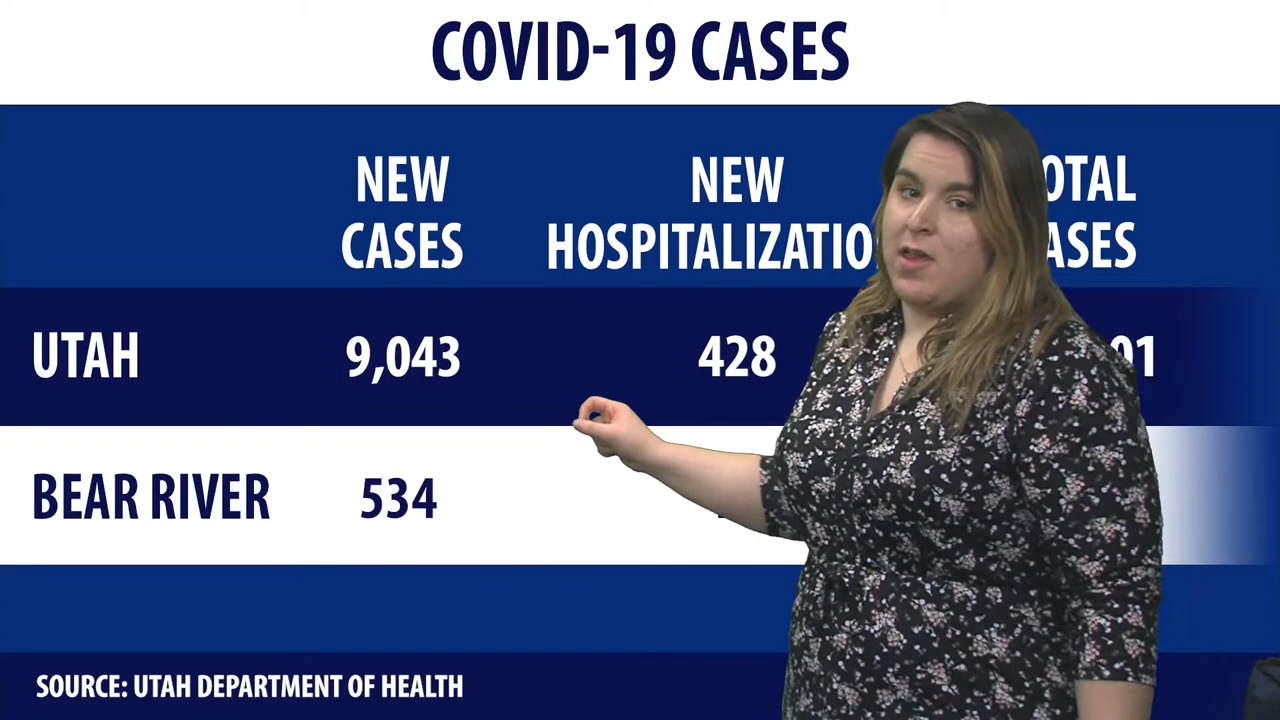 COVID-19 CASES
NEW
CASES
NEW
UTAH
9,043
428
BEAR RIVER
534
SOURCE: UTAH DEPARTMENT OF HEALTH